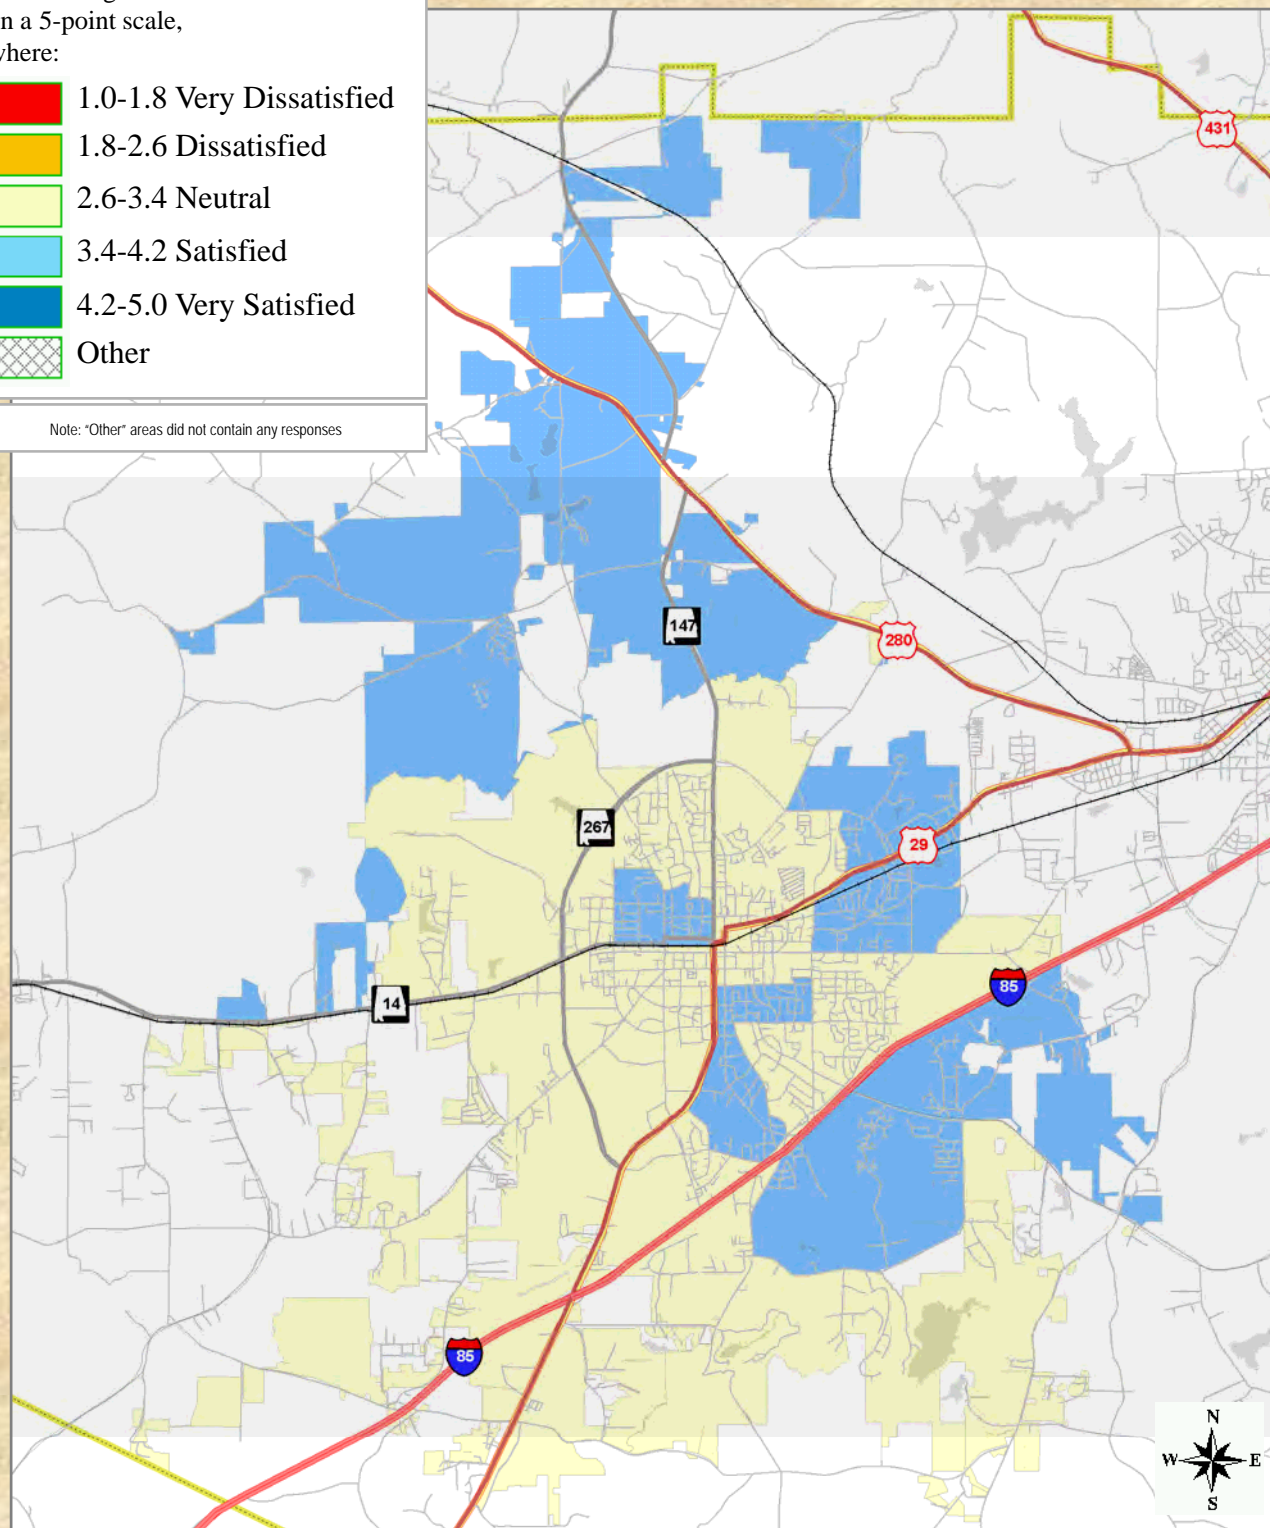 n a 5-point scale,
where:
1.0-1.8 Very Dissatisfied
1.8-2.6 Dissatisfied
2.6-3.4 Neutral
3.4-4.2 Satisfied
4.2-5.0 Very Satisfied
Other
Note: "Other" areas did not contain any responses
431
147
280
267
29
14
85
85
N
W E
S